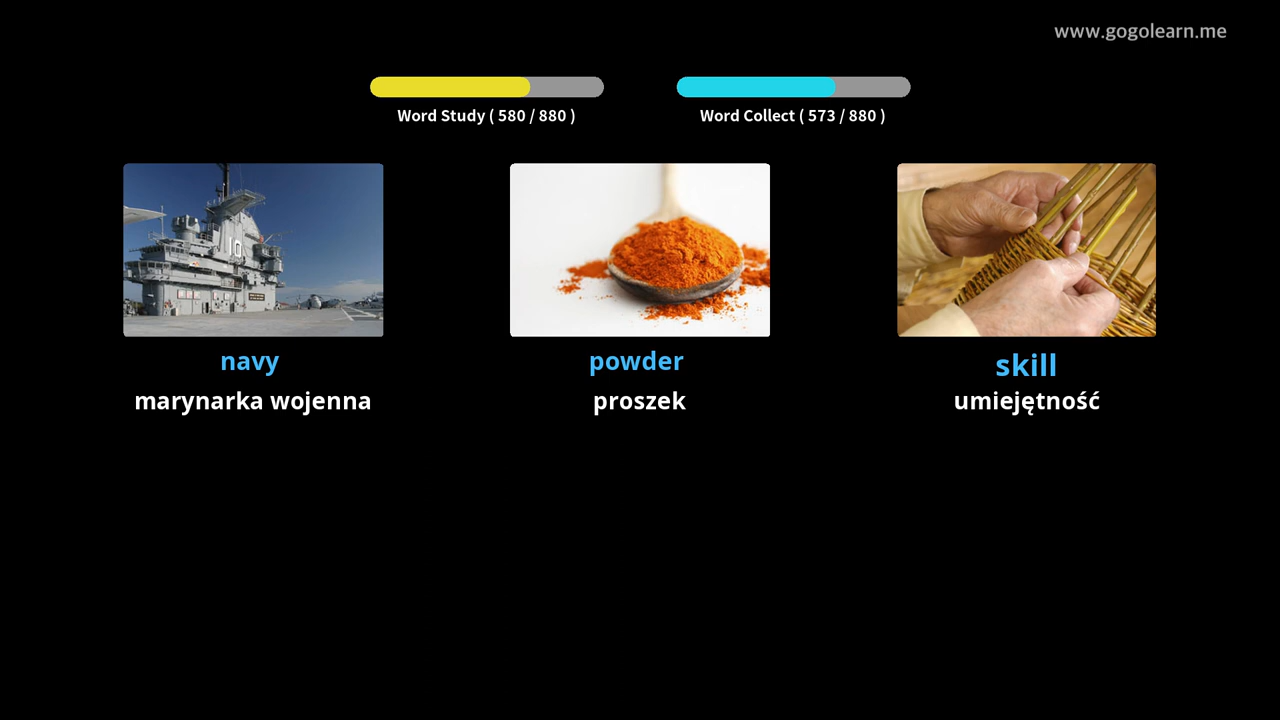 www.gogolearn.me
Word Study ( 580 / 880 )
Word Collect ( 573 / 880 )
navy
powder
skill
marynarka wojenna
proszek
umiejętność